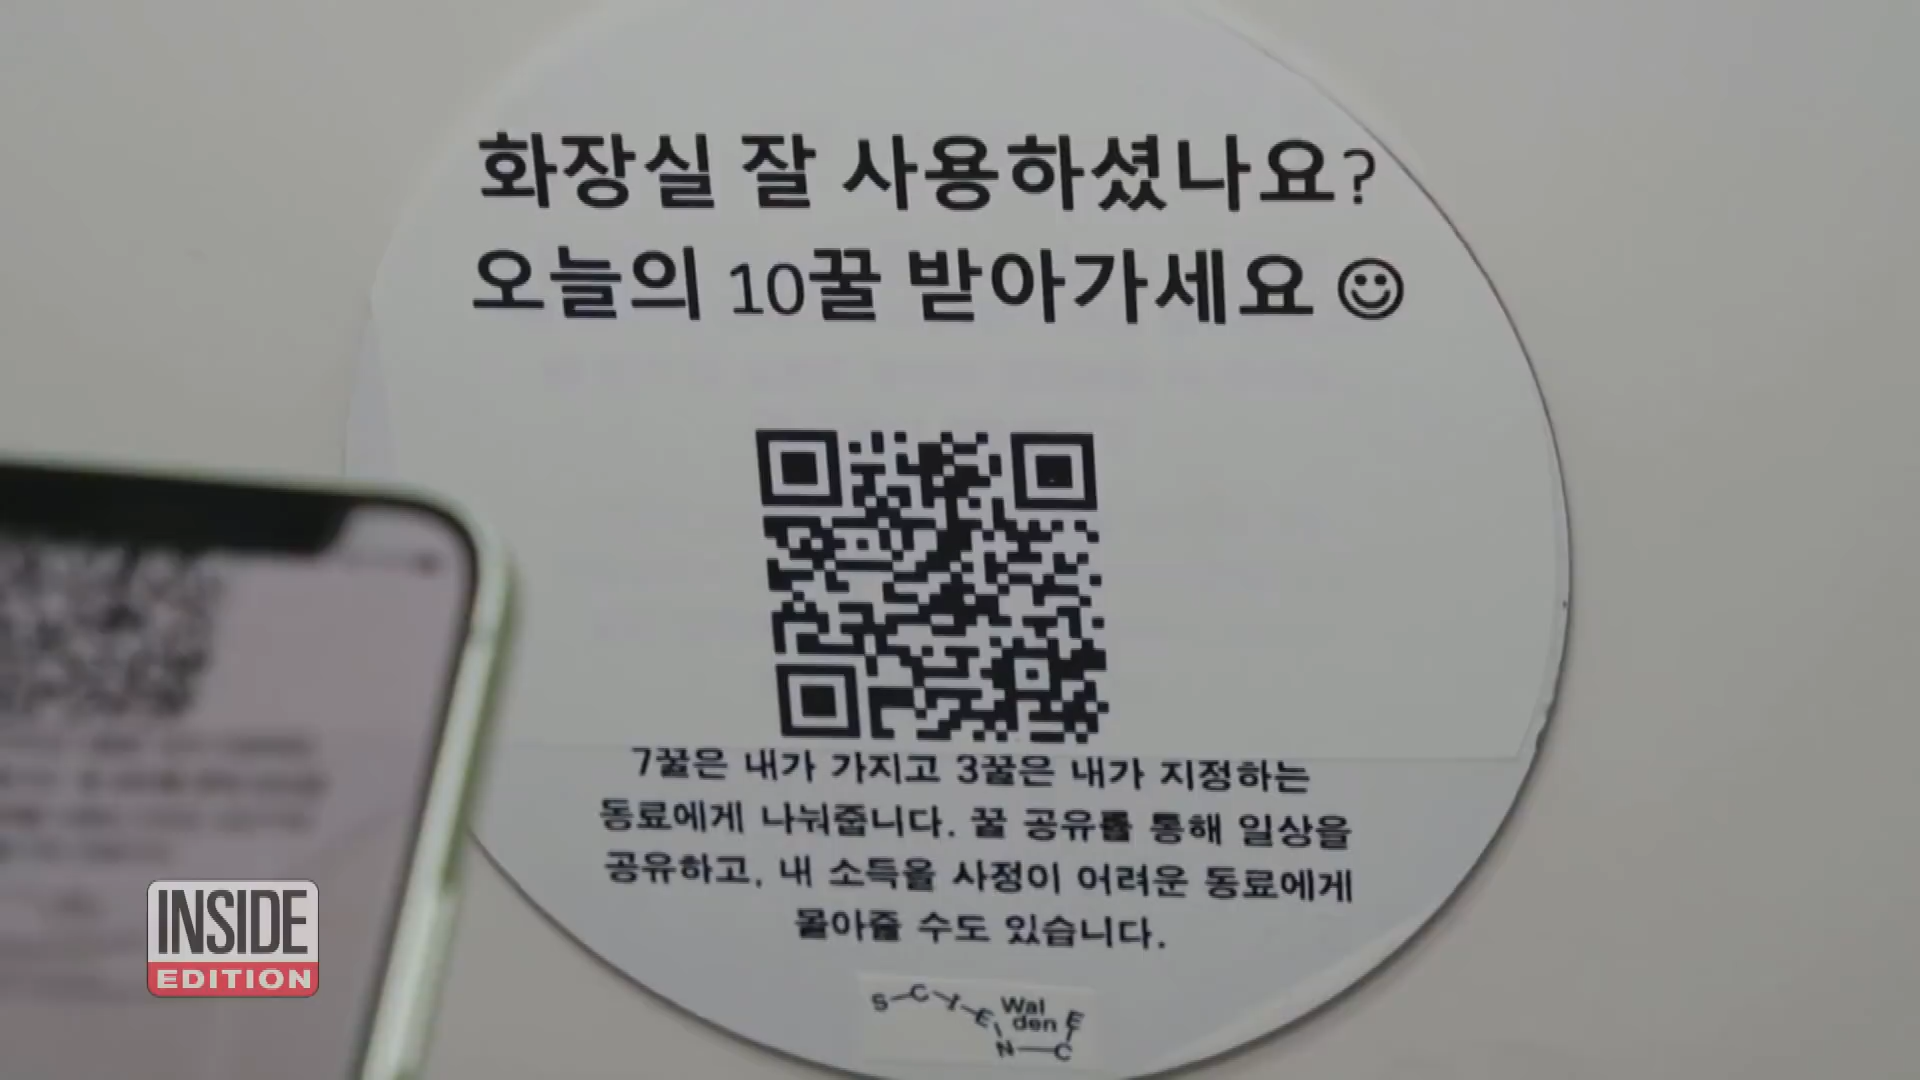 화장실 잘 사용하셨나요?
오늘의 10꿀 받아가세요 ☺
7꿀은 내가 가지고 3꿀은 내가 지정하는
동료에게 나눠줍니다. 꿀 공유를 통해 일상을
공유하고, 내 소득을 사정이 어려운 동료에게
몰아줄 수도 있습니다.
SCIENCE
Wal
den
INSIDE
EDITION